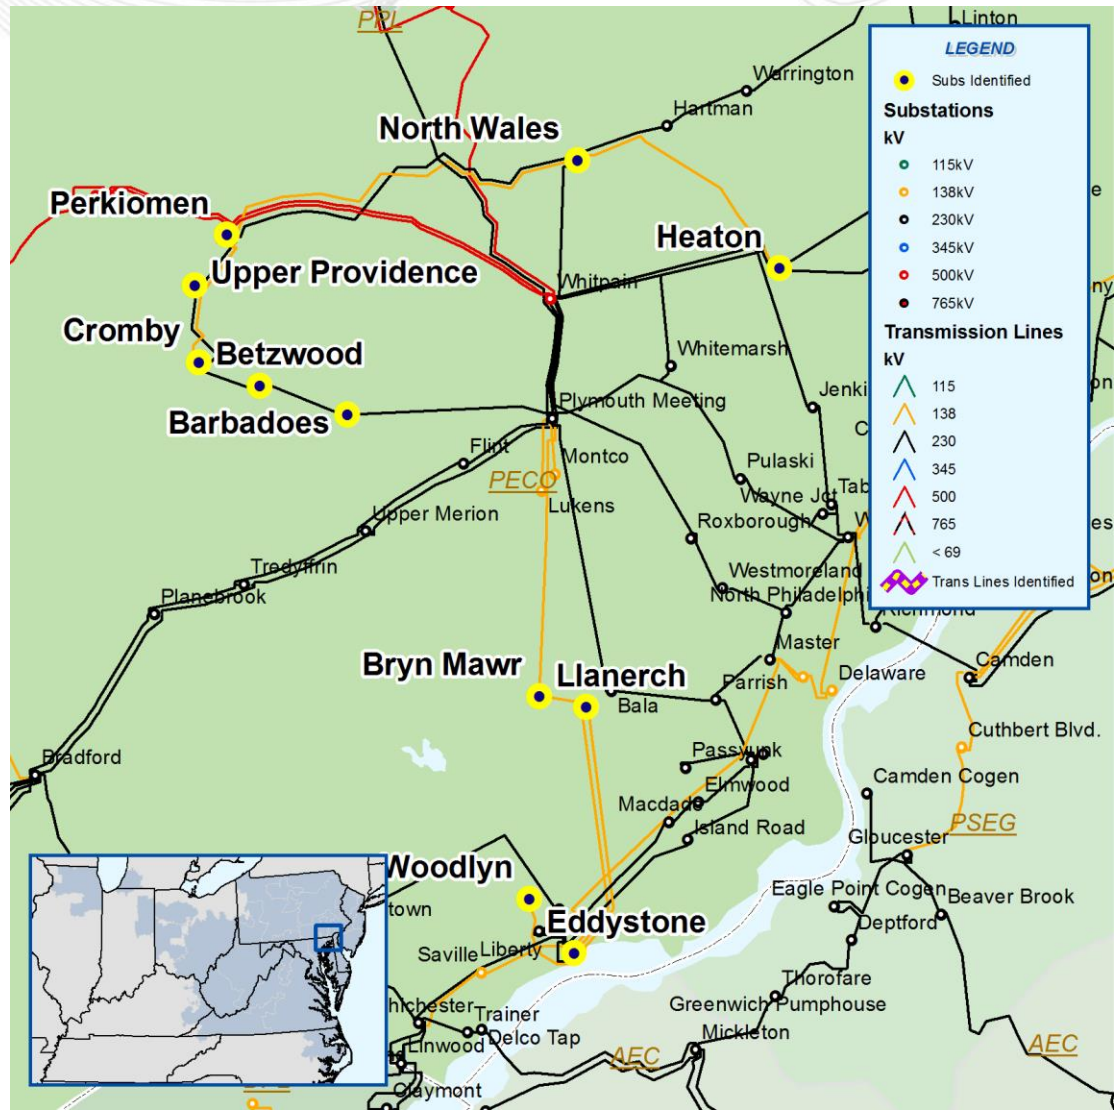 PPL
Linton
Warrington
Hartman
North Wales
Perkiomen
Heaton
Upper Providence
Whitpain
Cromby
Betzwood
Whitemarsh
Barbadoes
Plymouth Meeting
Jenki
Flint
Montco
PECO
Lukens
Pulaski
Wayne Jct
Tab
Upper Merion
Roxborough
W
Tredyffrin
Westmoreland
Planebrook
North Philadelphi
Richmond
Master
Bryn Mawr
Llanerch
Camden
Parrish
Delaware
Bala
Cuthbert Blvd.
Bradford
Passyunk
Elmwood
Camden Cogen
Macdade
Island Road
PSEG
Gloucester
Woodlyn
Eagle Point Cogen
Beaver Brook
town
Eddystone
Deptford
Saville
Liberty
Thorofare
Greenwich Pumphouse
hichester
Trainer
Delco Tap
Mickleton
Linwood
AEC
AEC
Claymont
LEGEND
Subs Identified
Substations
kV
115kV
138kV
230kV
345kV
500kV
765kV
Transmission Lines
kV
115
138
230
345
500
765
< 69
Trans Lines Identified